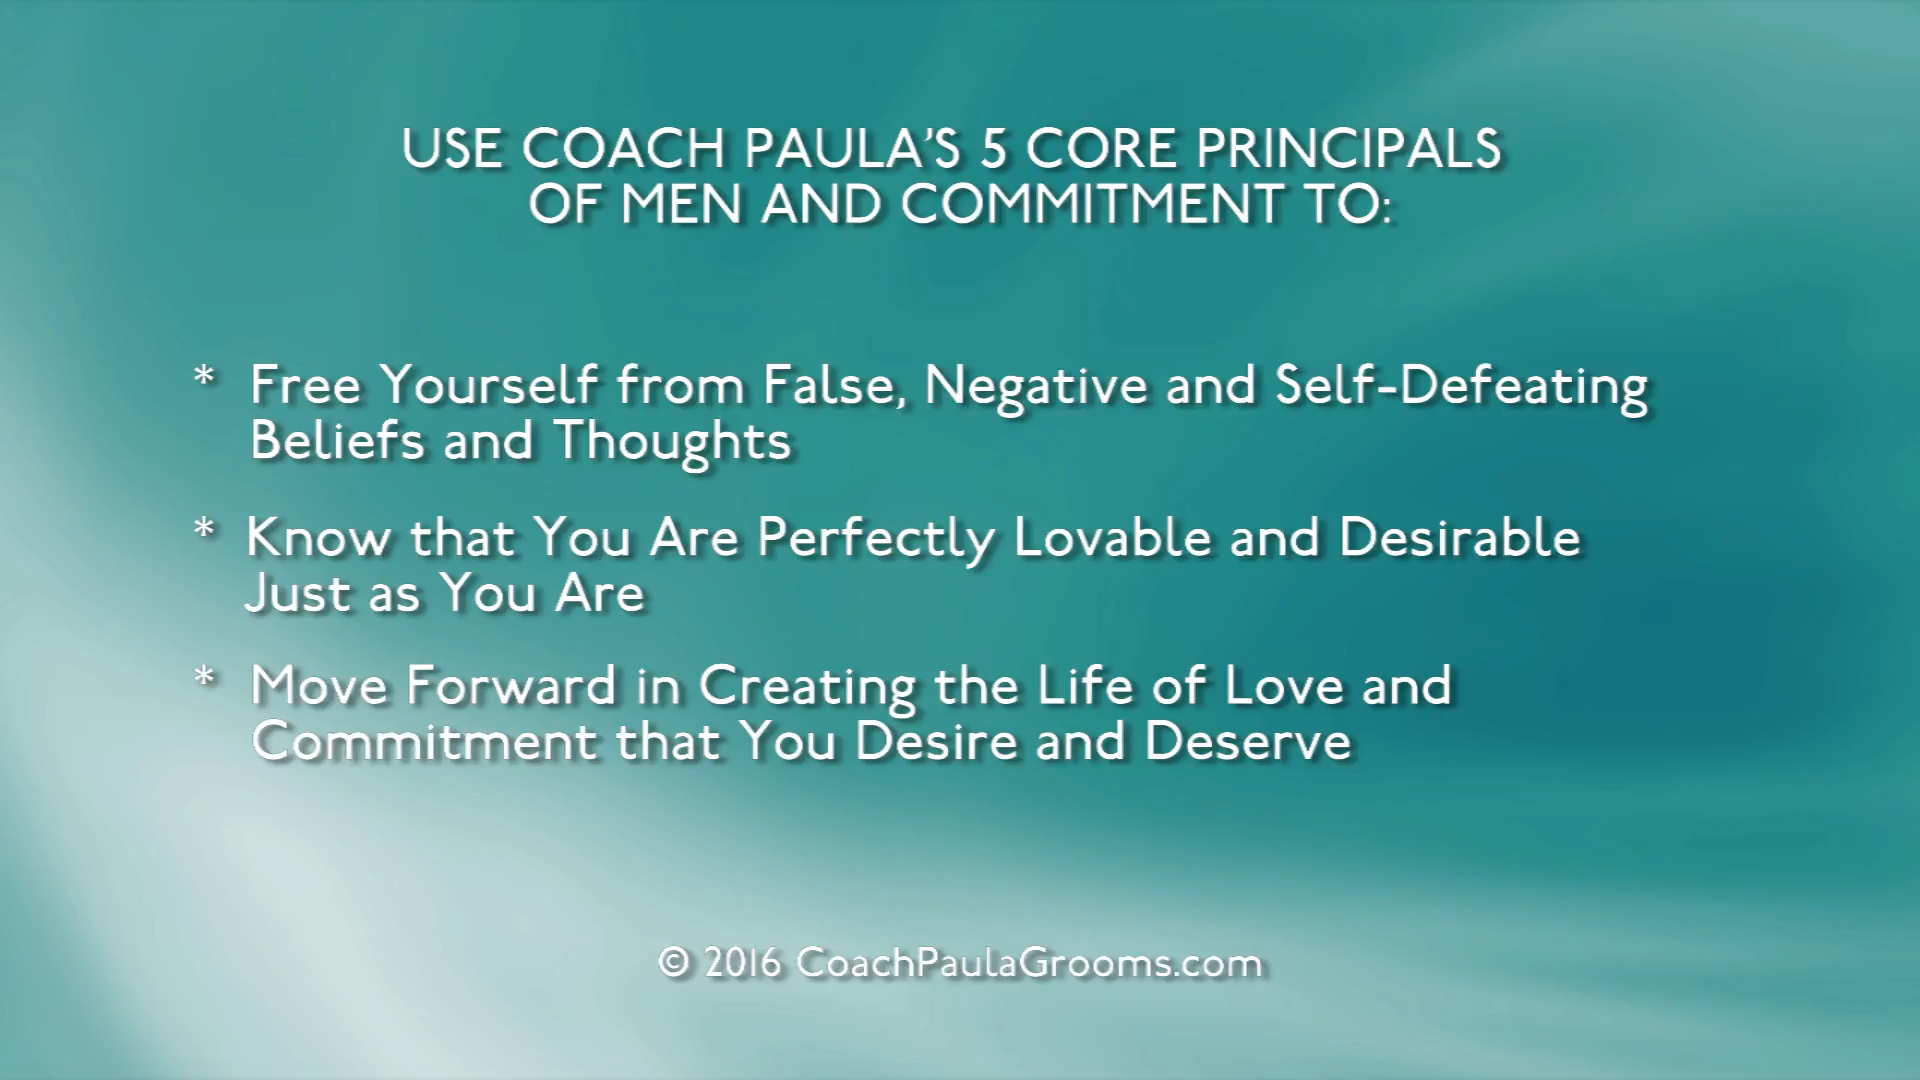 USE COACH PAULA'S 5 CORE PRINCIPALS
OF MEN AND COMMITMENT TO:
* Free Yourself from False, Negative and Self-Defeating
Beliefs and Thoughts
* Know that You Are Perfectly Lovable and Desirable
Just as You Are
* Move Forward in Creating the Life of Love and
Commitment that You Desire and Deserve
© 2016 CoachPaulaGrooms.com